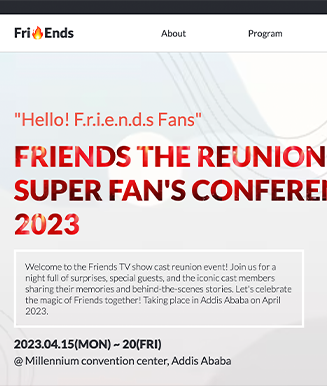 Fri🔥Ends About Program
"Hello! F.r.i.e.n.d.s Fans"
FRIENDS THE REUNION
SUPER FAN'S CONFEREN
2023
Welcome to the Friends TV show cast reunion event! Join us for a
night full of surprises, special guests, and the iconic cast members
sharing their memories and behind-the-scenes stories. Let's celebrate
the magic of Friends together! Taking place in Addis Ababa on April
2023.
2023.04.15(MON) ~ 20(FRI)
@ Millennium convention center, Addis Ababa